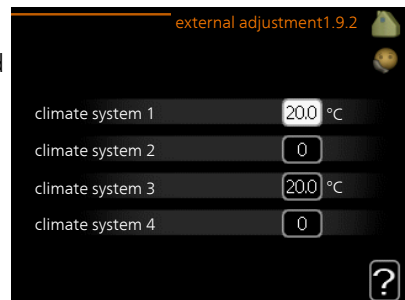 external adjustment1.9.2
climate system 1 20.0 °C
climate system 2 0
climate system 3 20.0 °C
climate system 4 0
?